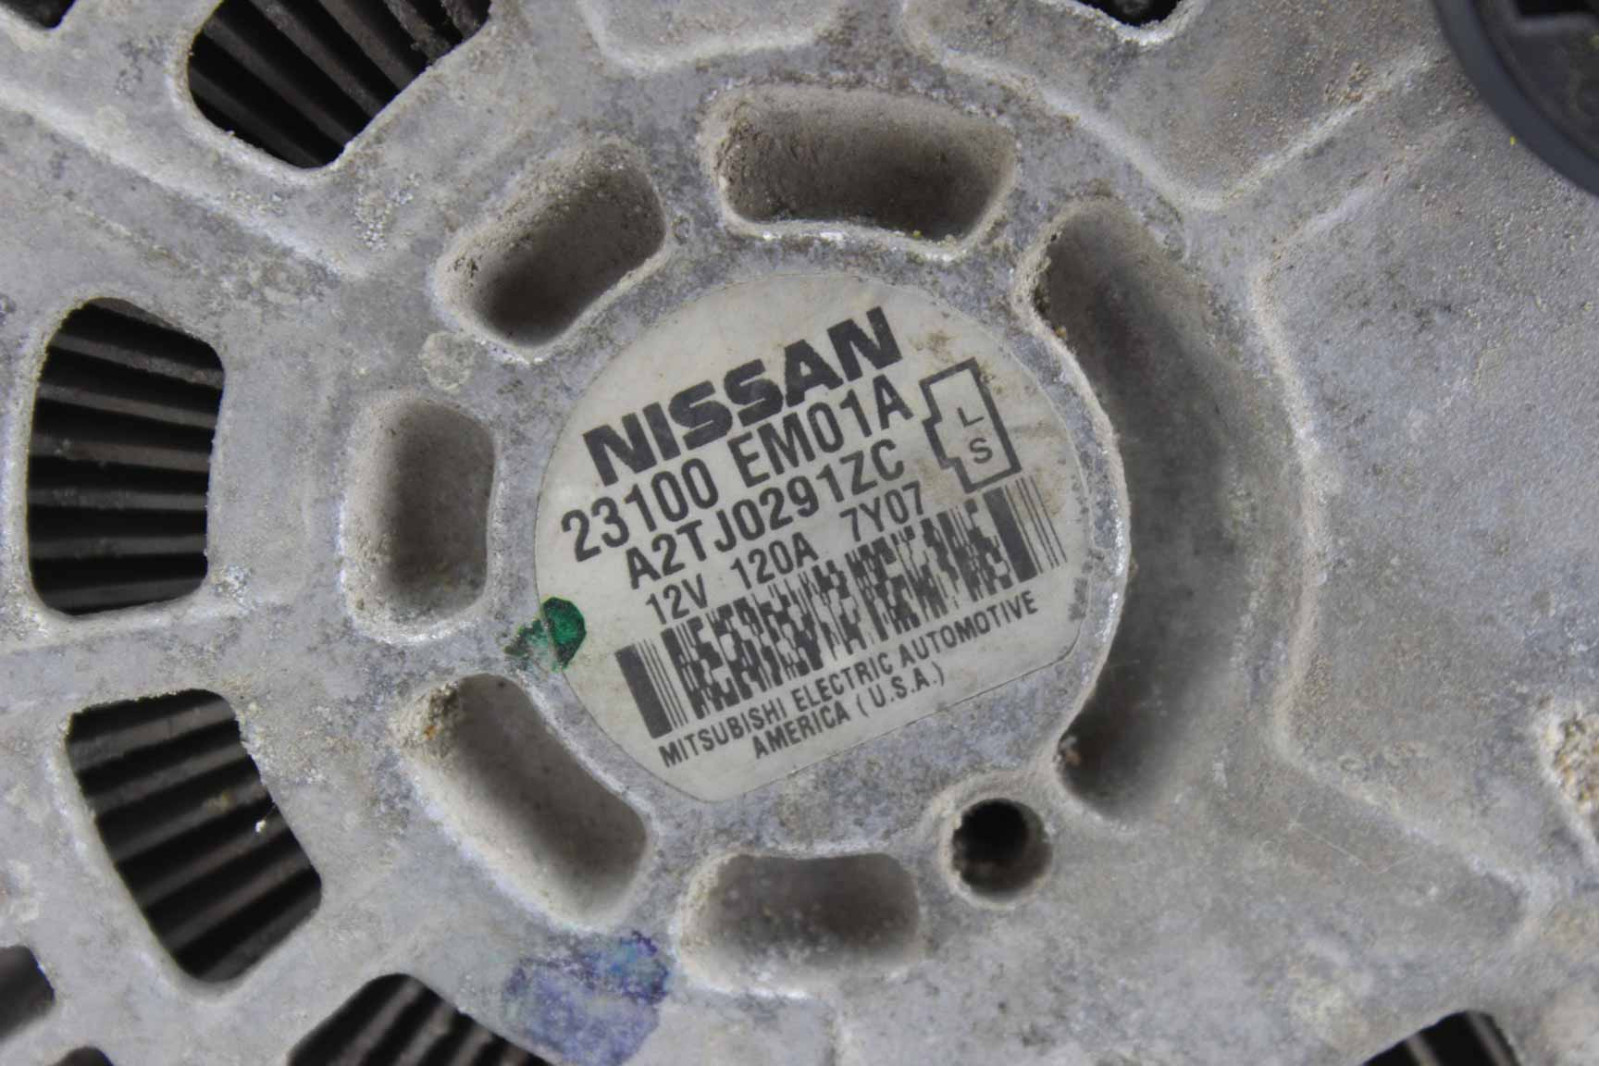 NISSAN
23100 EM01A
L
S
A2TJ0291ZC
12V 120A 7Y07
MITSUBISHI ELECTRIC AUTOMOTIVE
AMERICA (U.S.A.)